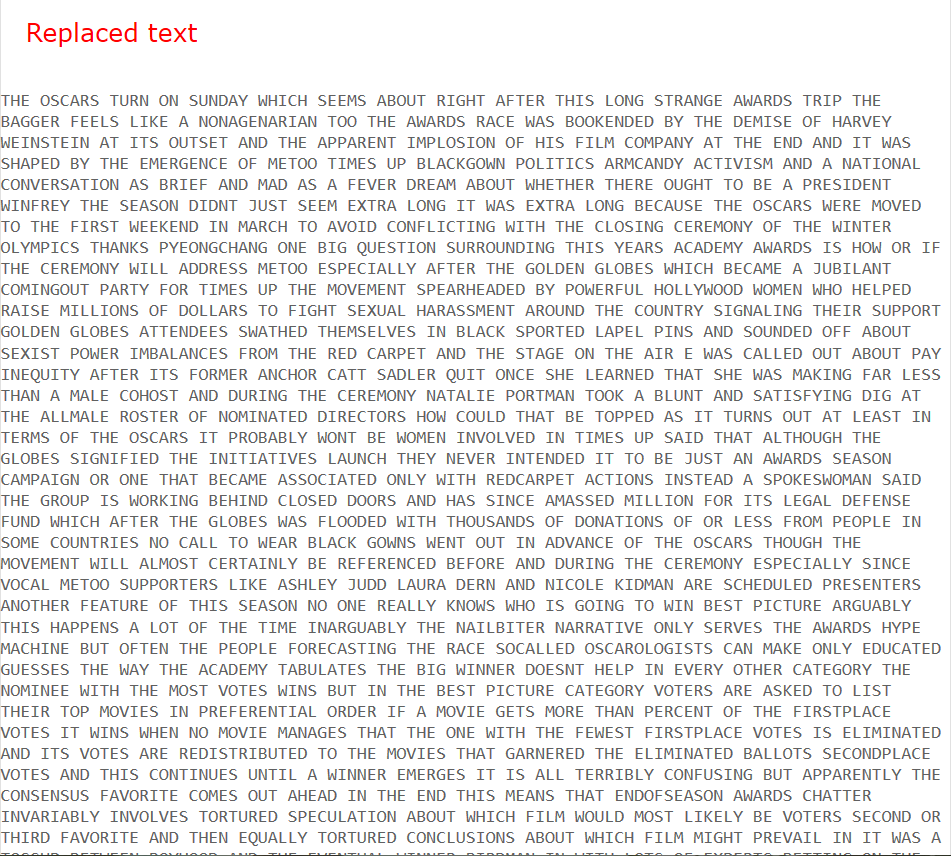 Replaced text
THE OSCARS TURN ON SUNDAY WHICH SEEMS ABOUT RIGHT AFTER THIS LONG STRANGE AWARDS TRIP THE
BAGGER FEELS LIKE A NONAGENARIAN TOO THE AWARDS RACE WAS BOOKENDED BY THE DEMISE OF HARVEY
WEINSTEIN AT ITS OUTSET AND THE APPARENT IMPLOSION OF HIS FILM COMPANY AT THE END AND IT WAS
SHAPED BY THE EMERGENCE OF METOO TIMES UP BLACKGOWN POLITICS ARMCANDY ACTIVISM AND A NATIONAL
CONVERSATION AS BRIEF AND MAD AS A FEVER DREAM ABOUT WHETHER THERE OUGHT TO BE A PRESIDENT
WINFREY THE SEASON DIDNT JUST SEEM EXTRA LONG IT WAS EXTRA LONG BECAUSE THE OSCARS WERE MOVED
TO THE FIRST WEEKEND IN MARCH TO AVOID CONFLICTING WITH THE CLOSING CEREMONY OF THE WINTER
OLYMPICS THANKS PYEONGCHANG ONE BIG QUESTION SURROUNDING THIS YEARS ACADEMY AWARDS IS HOW OR IF
THE CEREMONY WILL ADDRESS METOO ESPECIALLY AFTER THE GOLDEN GLOBES WHICH BECAME A JUBILANT
COMINGOUT PARTY FOR TIMES UP THE MOVEMENT SPEARHEADED BY POWERFUL HOLLYWOOD WOMEN WHO HELPED
RAISE MILLIONS OF DOLLARS TO FIGHT SEXUAL HARASSMENT AROUND THE COUNTRY SIGNALING THEIR SUPPORT
GOLDEN GLOBES ATTENDEES SWATHED THEMSELVES IN BLACK SPORTED LAPEL PINS AND SOUNDED OFF ABOUT
SEXIST POWER IMBALANCES FROM THE RED CARPET AND THE STAGE ON THE AIR E WAS CALLED OUT ABOUT PAY
INEQUITY AFTER ITS FORMER ANCHOR CATT SADLER QUIT ONCE SHE LEARNED THAT SHE WAS MAKING FAR LESS
THAN A MALE COHOST AND DURING THE CEREMONY NATALIE PORTMAN TOOK A BLUNT AND SATISFYING DIG AT
THE ALLMALE ROSTER OF NOMINATED DIRECTORS HOW COULD THAT BE TOPPED AS IT TURNS OUT AT LEAST IN
TERMS OF THE OSCARS IT PROBABLY WONT BE WOMEN INVOLVED IN TIMES UP SAID THAT ALTHOUGH THE
GLOBES SIGNIFIED THE INITIATIVES LAUNCH THEY NEVER INTENDED IT TO BE JUST AN AWARDS SEASON
CAMPAIGN OR ONE THAT BECAME ASSOCIATED ONLY WITH REDCARPET ACTIONS INSTEAD A SPOKESWOMAN SAID
THE GROUP IS WORKING BEHIND CLOSED DOORS AND HAS SINCE AMASSED MILLION FOR ITS LEGAL DEFENSE
FUND WHICH AFTER THE GLOBES WAS FLOODED WITH THOUSANDS OF DONATIONS OF OR LESS FROM PEOPLE IN
SOME COUNTRIES NO CALL TO WEAR BLACK GOWNS WENT OUT IN ADVANCE OF THE OSCARS THOUGH THE
MOVEMENT WILL ALMOST CERTAINLY BE REFERENCED BEFORE AND DURING THE CEREMONY ESPECIALLY SINCE
VOCAL METOO SUPPORTERS LIKE ASHLEY JUDD LAURA DERN AND NICOLE KIDMAN ARE SCHEDULED PRESENTERS
ANOTHER FEATURE OF THIS SEASON NO ONE REALLY KNOWS WHO IS GOING TO WIN BEST PICTURE ARGUABLY
THIS HAPPENS A LOT OF THE TIME INARGUABLY THE NAILBITER NARRATIVE ONLY SERVES THE AWARDS HYPE
MACHINE BUT OFTEN THE PEOPLE FORECASTING THE RACE SOCALLED OSCAROLOGISTS CAN MAKE ONLY EDUCATED
GUESSES THE WAY THE ACADEMY TABULATES THE BIG WINNER DOESNT HELP IN EVERY OTHER CATEGORY THE
NOMINEE WITH THE MOST VOTES WINS BUT IN THE BEST PICTURE CATEGORY VOTERS ARE ASKED TO LIST
THEIR TOP MOVIES IN PREFERENTIAL ORDER IF A MOVIE GETS MORE THAN PERCENT OF THE FIRSTPLACE
VOTES IT WINS WHEN NO MOVIE MANAGES THAT THE ONE WITH THE FEWEST FIRSTPLACE VOTES IS ELIMINATED
AND ITS VOTES ARE REDISTRIBUTED TO THE MOVIES THAT GARNERED THE ELIMINATED BALLOTS SECONDPLACE
VOTES AND THIS CONTINUES UNTIL A WINNER EMERGES IT IS ALL TERRIBLY CONFUSING BUT APPARENTLY THE
CONSENSUS FAVORITE COMES OUT AHEAD IN THE END THIS MEANS THAT ENDOFSEASON AWARDS CHATTER
INVARIABLY INVOLVES TORTURED SPECULATION ABOUT WHICH FILM WOULD MOST LIKELY BE VOTERS SECOND OR
THIRD FAVORITE AND THEN EQUALLY TORTURED CONCLUSIONS ABOUT WHICH FILM MIGHT PREVAIL IN IT WAS A